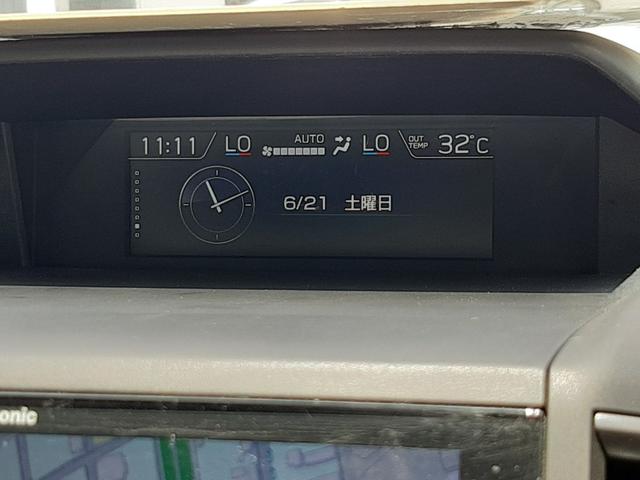 11:11 LO AUTO LO OUT TEMP 32°C
6/21 土曜日
onic